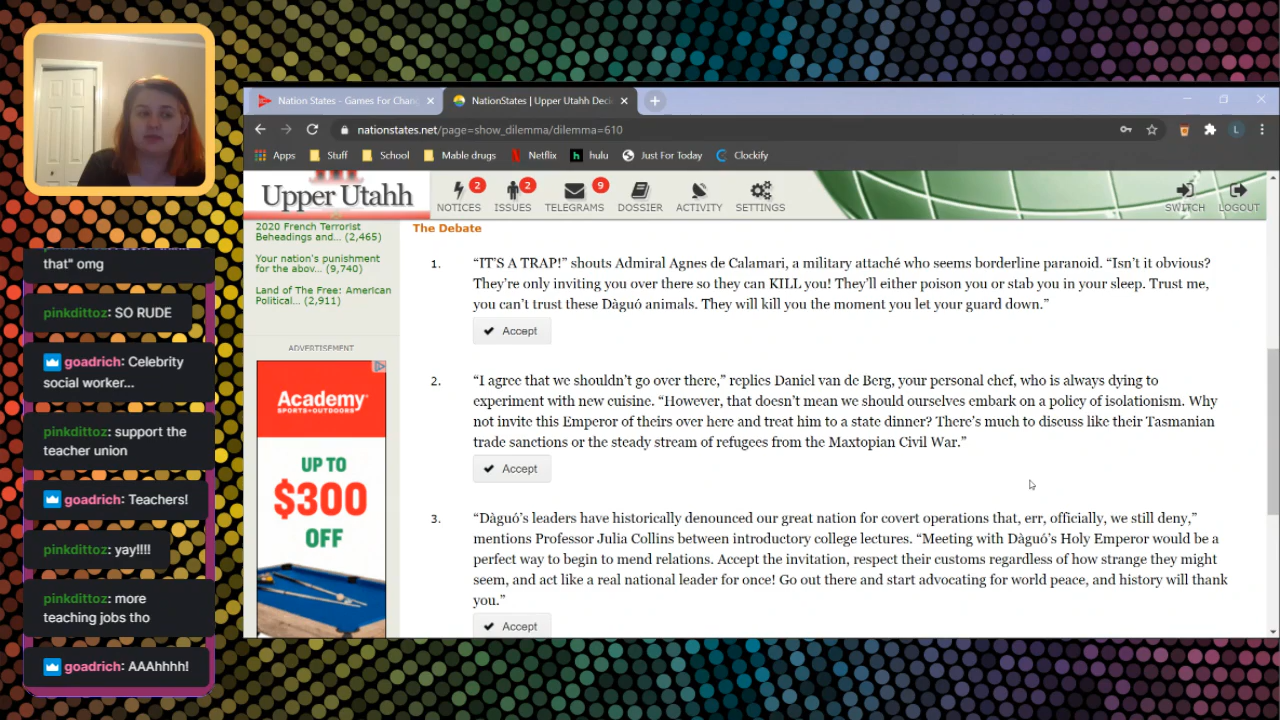 that" omg
pinkdittoz: SO RUDE
goadrich: Celebrity
social worker...
pinkdittoz: support the
teacher union
goadrich: Teachers!
pinkdittoz: yay!!!!
pinkdittoz: more
teaching jobs tho
goadrich: AAAhhhh!
Nation States - Games For Chan
NationStates | Upper Utahh Deci
nationstates.net/page=show_dilemma/dilemma=610
L
Apps Stuff School Mable drugs Netflix hulu Just For Today Clockify
Upper Utahh
2 2 9
NOTICES ISSUES TELEGRAMS DOSSIER ACTIVITY SETTINGS SWITCH LOGOUT
2020 French Terrorist
Beheadings and... (2,465)
Your nation's punishment
for the abov... (9,740)
Land of The Free: American
Political... (2,911)
ADVERTISEMENT
Academy
SPORTS+OUTDOORS
UP TO
$300
OFF
The Debate
1. “IT’S A TRAP!” shouts Admiral Agnes de Calamari, a military attaché who seems borderline paranoid. “Isn’t it obvious?
They’re only inviting you over there so they can KILL you! They’ll either poison you or stab you in your sleep. Trust me,
you can’t trust these Dàguó animals. They will kill you the moment you let your guard down.”
Accept
2. “I agree that we shouldn’t go over there,” replies Daniel van de Berg, your personal chef, who is always dying to
experiment with new cuisine. “However, that doesn’t mean we should ourselves embark on a policy of isolationism. Why
not invite this Emperor of theirs over here and treat him to a state dinner? There’s much to discuss like their Tasmanian
trade sanctions or the steady stream of refugees from the Maxtopian Civil War.”
Accept
3. “Dàguó’s leaders have historically denounced our great nation for covert operations that, err, officially, we still deny,”
mentions Professor Julia Collins between introductory college lectures. “Meeting with Dàguó’s Holy Emperor would be a
perfect way to begin to mend relations. Accept the invitation, respect their customs regardless of how strange they might
seem, and act like a real national leader for once! Go out there and start advocating for world peace, and history will thank
you.”
Accept